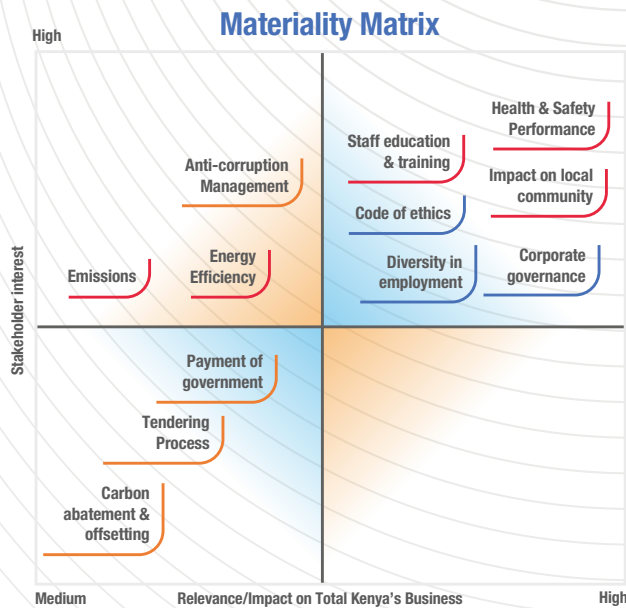 Materiality Matrix
High
Health & Safety
Performance
Staff education
& training
Anti-corruption
Management
Impact on local
community
Code of ethics
Energy
Efficiency
Emissions
Diversity in
employment
Corporate
governance
Stakeholder interest
Payment of
government
Tendering
Process
Carbon
abatement &
offsetting
Medium
Relevance/Impact on Total Kenya's Business
High